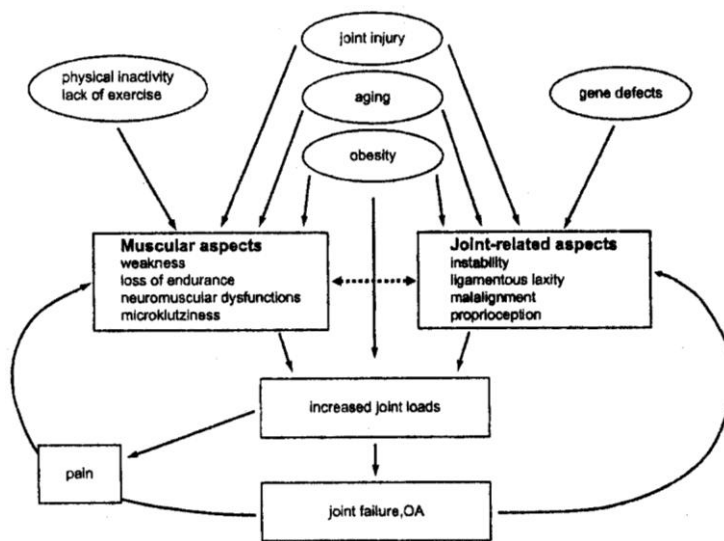 joint injury
physical inactivity
lack of exercise
aging
gene defects
obesity
Muscular aspects
weakness
loss of endurance
neuromuscular dysfunctions
microklutziness
Joint-related aspects
instability
ligamentous laxity
malalignment
proprioception
increased joint loads
pain
joint failure,OA